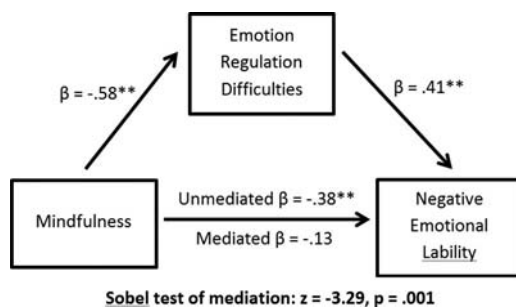 Emotion
Regulation
Difficulties
β = -.58**
β = .41**
Mindfulness
Unmediated β = -.38**
Mediated β = -.13
Negative
Emotional
Lability
Sobel test of mediation: z = -3.29, p = .001